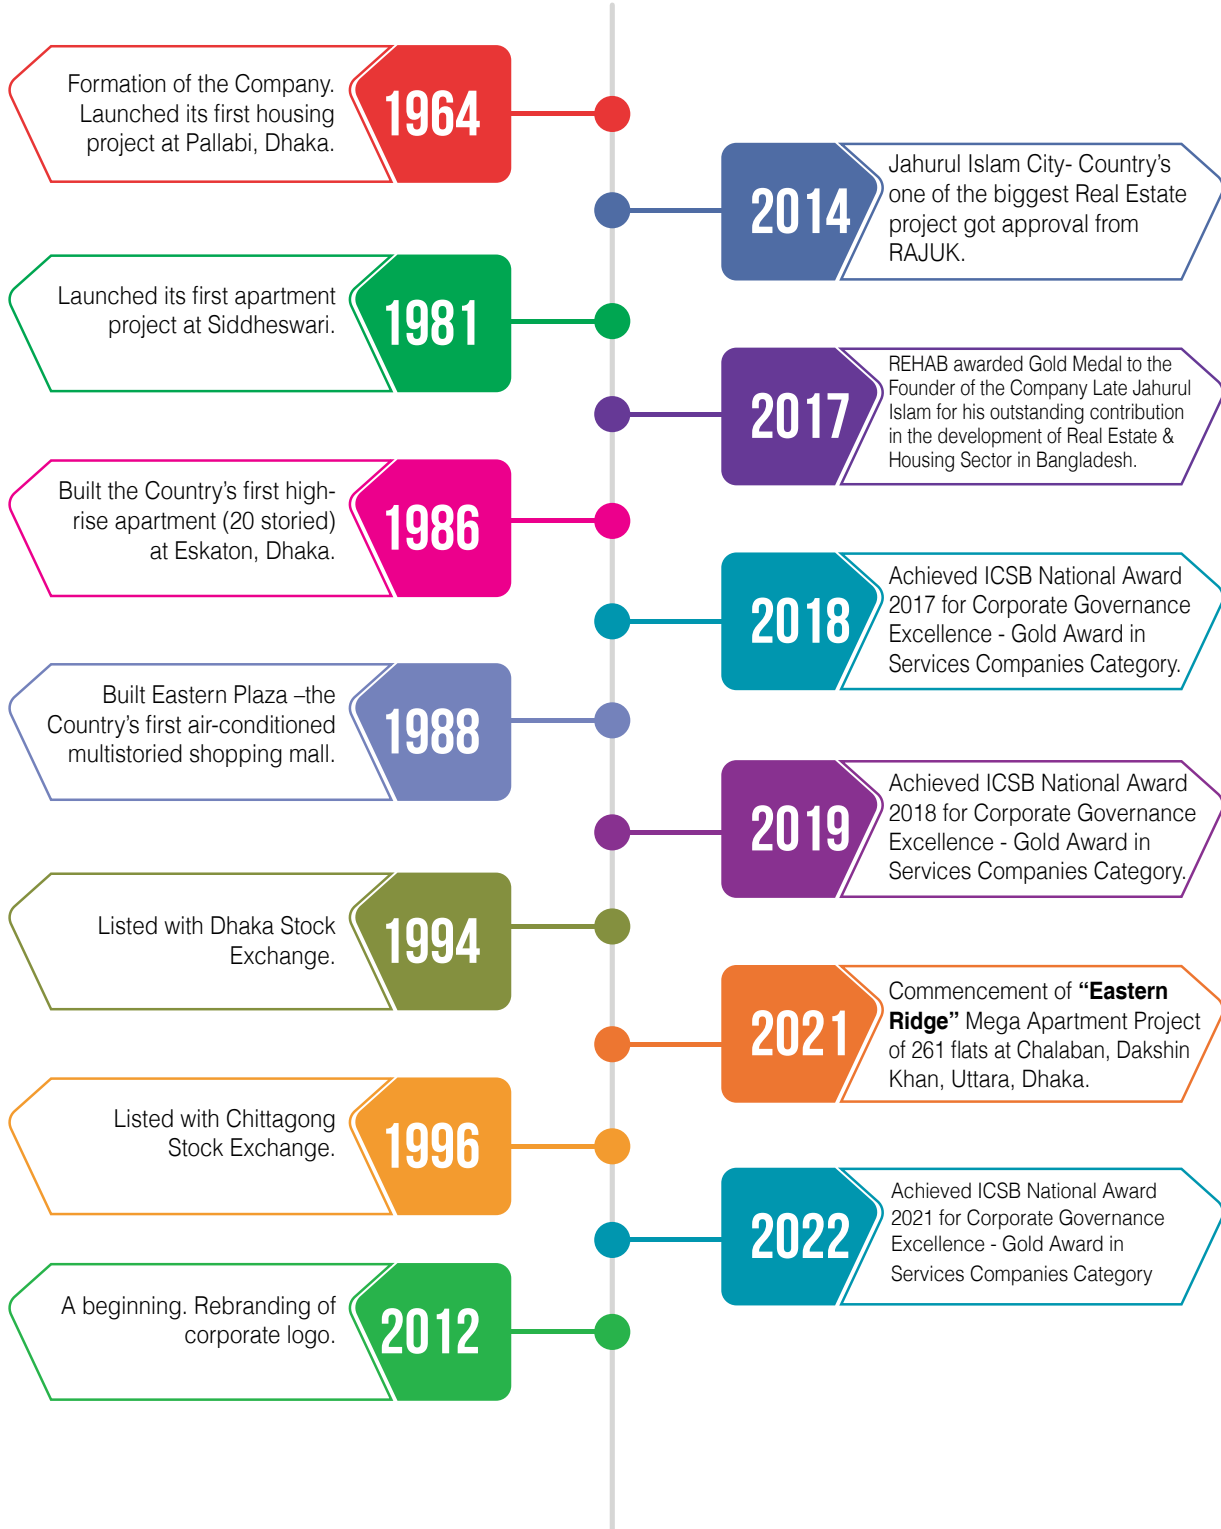 Formation of the Company.
Launched its first housing
project at Pallabi, Dhaka.
1964
Launched its first apartment
project at Siddheswari.
1981
Built the Country's first high-
rise apartment (20 storied)
at Eskaton, Dhaka.
1986
Built Eastern Plaza –the
Country's first air-conditioned
multistoried shopping mall.
1988
Listed with Dhaka Stock
Exchange.
1994
Listed with Chittagong
Stock Exchange.
1996
A beginning. Rebranding of
corporate logo.
2012
2014
Jahurul Islam City- Country's
one of the biggest Real Estate
project got approval from
RAJUK.
2017
REHAB awarded Gold Medal to the
Founder of the Company Late Jahurul
Islam for his outstanding contribution
in the development of Real Estate &
Housing Sector in Bangladesh.
2018
Achieved ICSB National Award
2017 for Corporate Governance
Excellence - Gold Award in
Services Companies Category.
2019
Achieved ICSB National Award
2018 for Corporate Governance
Excellence - Gold Award in
Services Companies Category.
2021
Commencement of “Eastern
Ridge” Mega Apartment Project
of 261 flats at Chalaban, Dakshin
Khan, Uttara, Dhaka.
2022
Achieved ICSB National Award
2021 for Corporate Governance
Excellence - Gold Award in
Services Companies Category